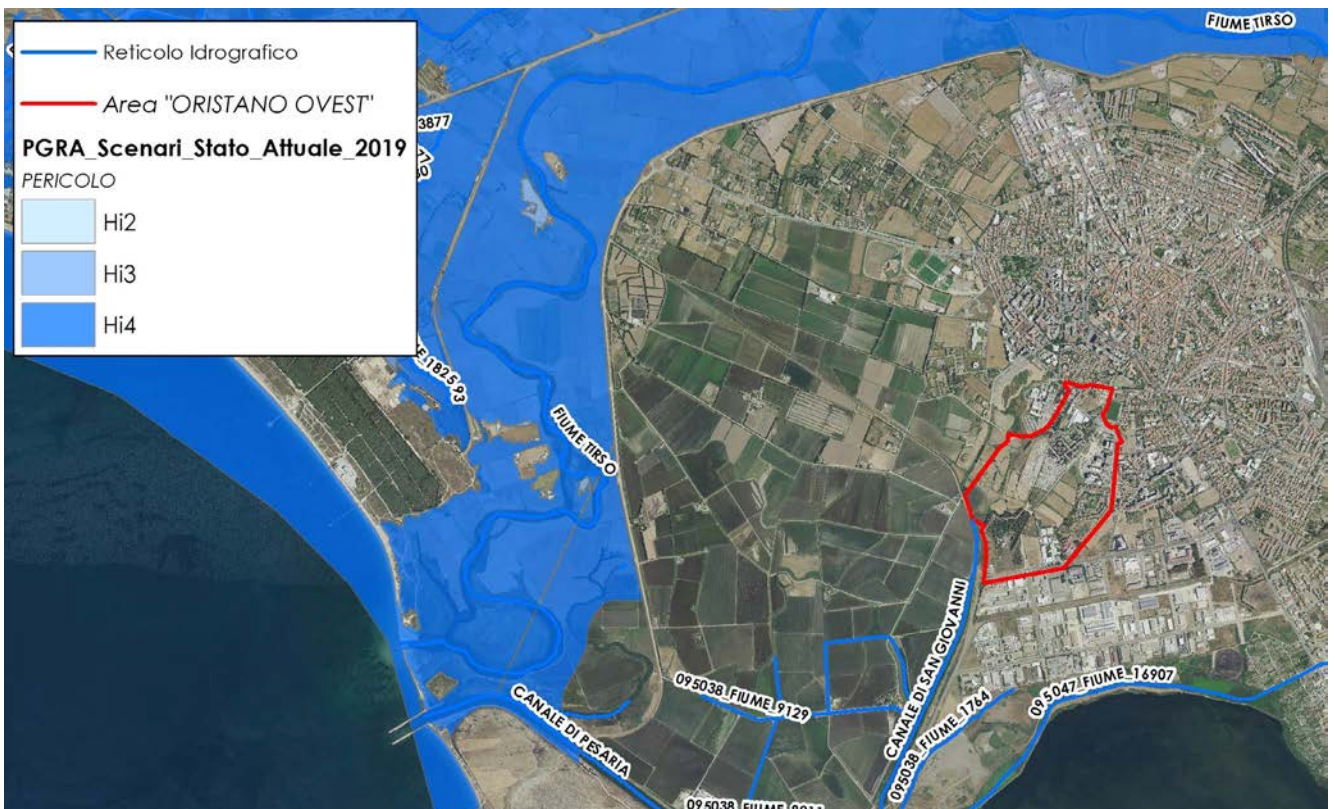 Reticolo Idrografico
Area "ORISTANO OVEST"
PGRA_Scenari_Stato_Attuale_2019
PERICOLO
Hi2
Hi3
Hi4
FIUME TIRSO
3877
FIUME TIRSO
CANALE DI PESARIA
095038_FIUME_9129
CANALE DI SAN GIOVANNI
095038_FIUME_1764
095047_FIUME_16907